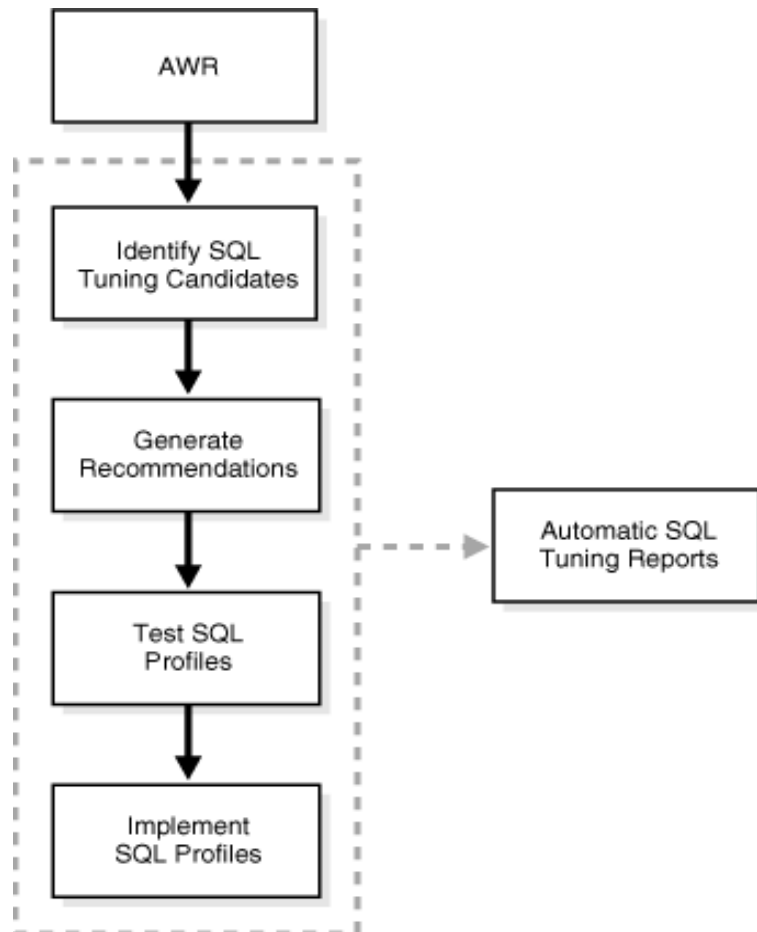 AWR
Identify SQL
Tuning Candidates
Generate
Recommendations
Automatic SQL
Tuning Reports
Test SQL
Profiles
Implement
SQL Profiles